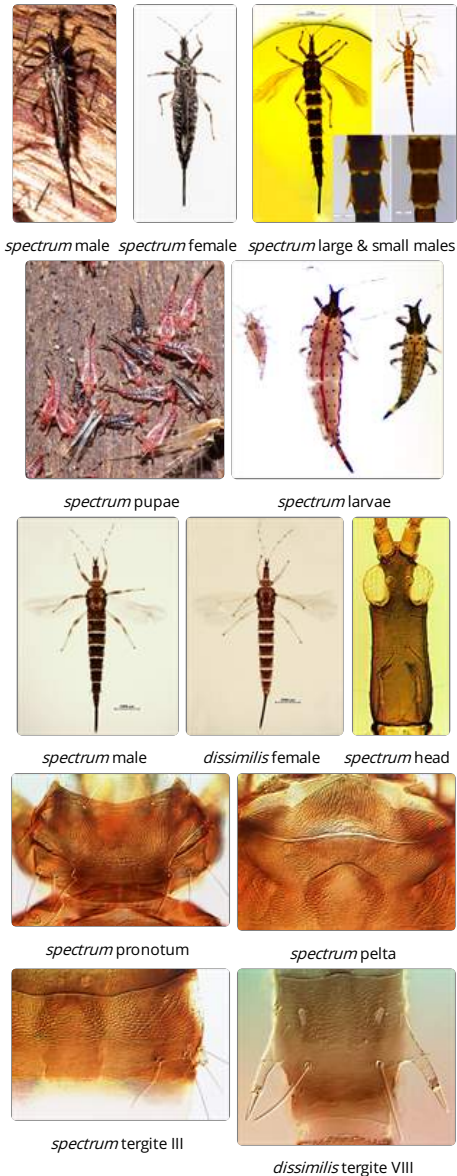 spectrum male spectrum female spectrum large & small males
spectrum pupae spectrum larvae
spectrum male dissimilis female spectrum head
spectrum pronotum spectrum pelta
spectrum tergite III dissimilis tergite VIII